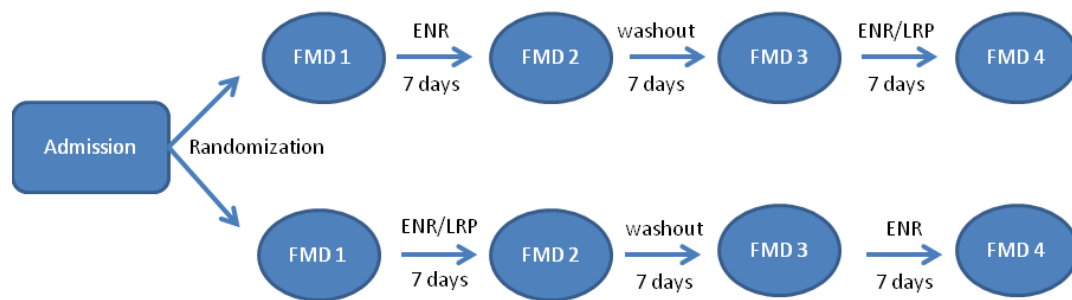 ENR washout ENR/LRP
FMD 1 FMD 2 FMD 3 FMD 4
7 days 7 days 7 days
Admission Randomization
ENR/LRP washout ENR
FMD 1 FMD 2 FMD 3 FMD 4
7 days 7 days 7 days